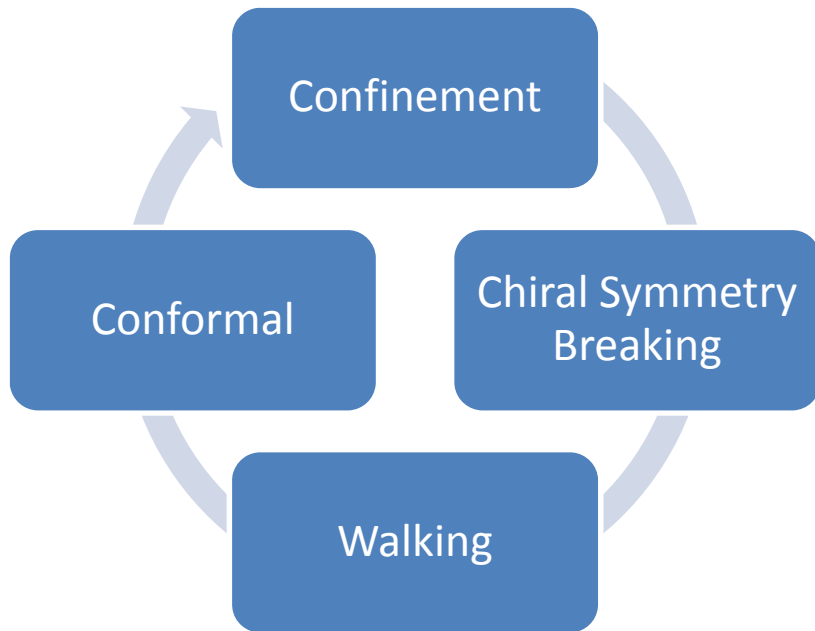 Confinement
Chiral Symmetry
Breaking
Walking
Conformal